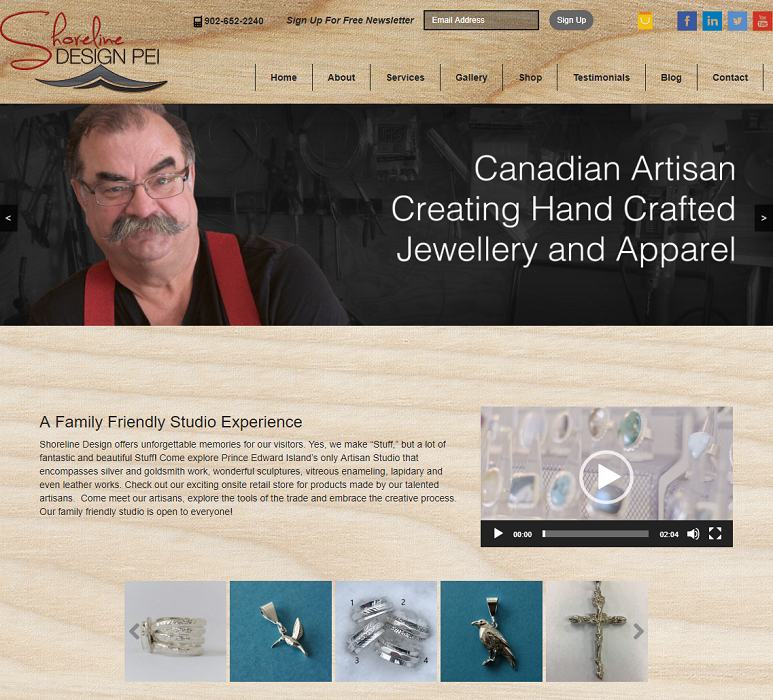 Shoreline
DESIGN PEI
902-652-2240
Sign Up For Free Newsletter
Email Address
Sign Up
You
Home
About
Services
Gallery
Shop
Testimonials
Blog
Contact
<
Canadian Artisan
Creating Hand Crafted
Jewellery and Apparel
>
A Family Friendly Studio Experience
Shoreline Design offers unforgettable memories for our visitors. Yes, we make “Stuff,” but a lot of
fantastic and beautiful Stuff! Come explore Prince Edward Island’s only Artisan Studio that
encompasses silver and goldsmith work, wonderful sculptures, vitreous enameling, lapidary and
even leather works. Check out our exciting onsite retail store for products made by our talented
artisans.  Come meet our artisans, explore the tools of the trade and embrace the creative process.
Our family friendly studio is open to everyone!
00:00
02:04
1
2
3
4